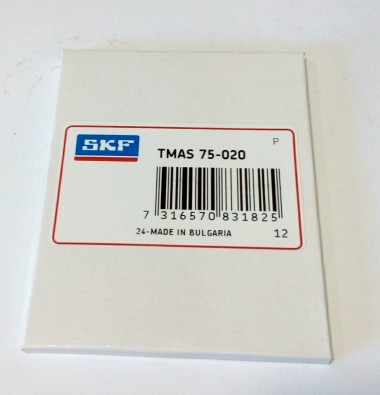 P
SKF
TMAS 75-020
7 316570 831825
24-MADE IN BULGARIA
12